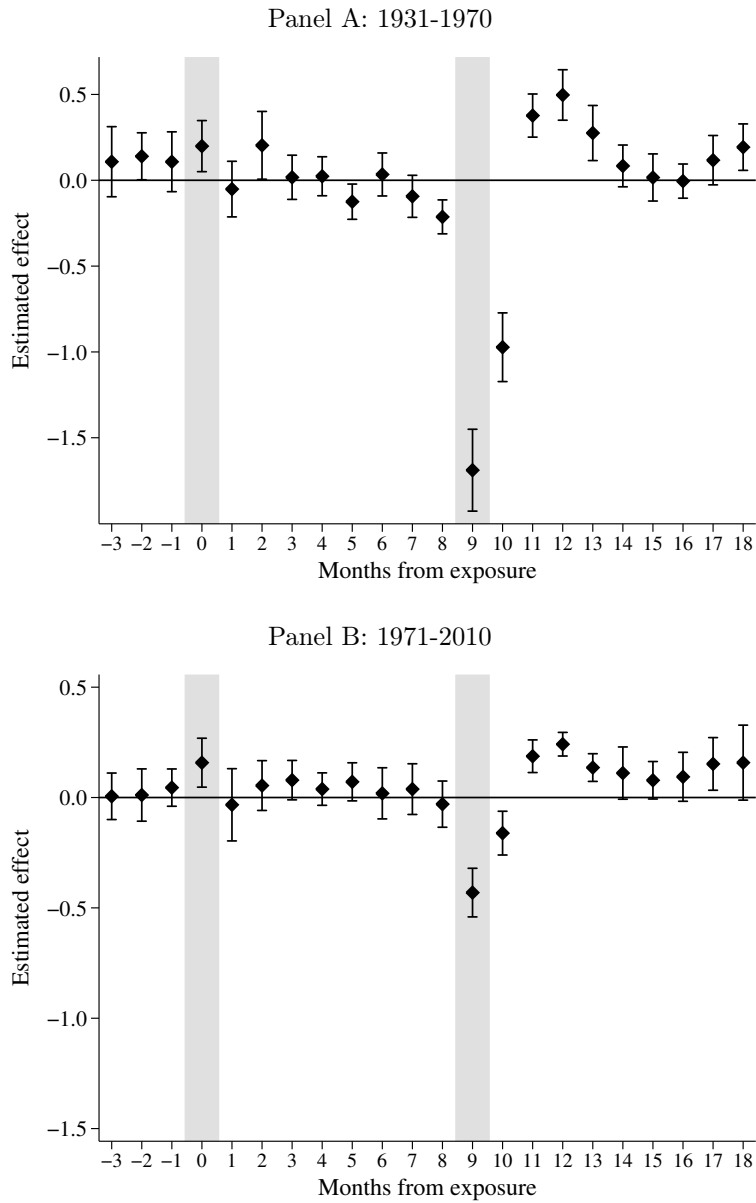 Panel A: 1931-1970
0.5
0.0
−0.5
−1.0
−1.5
Estimated effect
−3 −2 −1 0 1 2 3 4 5 6 7 8 9 10 11 12 13 14 15 16 17 18
Months from exposure
Panel B: 1971-2010
0.5
0.0
−0.5
−1.0
−1.5
Estimated effect
−3 −2 −1 0 1 2 3 4 5 6 7 8 9 10 11 12 13 14 15 16 17 18
Months from exposure